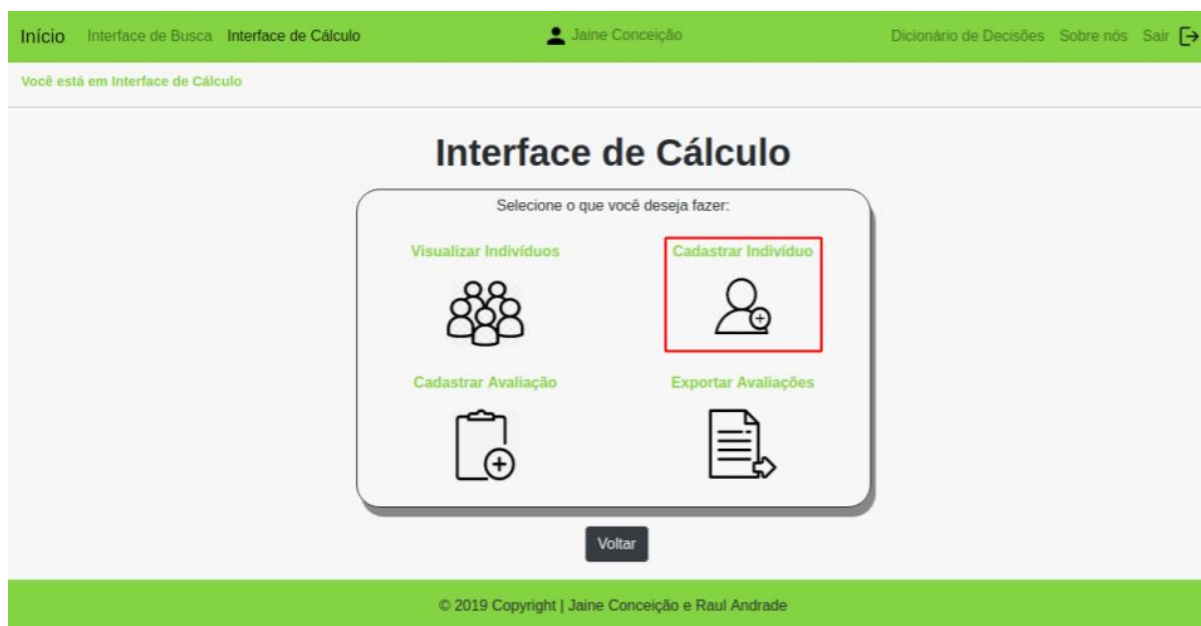 Início Interface de Busca Interface de Cálculo Jaine Conceição Dicionário de Decisões Sobre nós Sair
Você está em Interface de Cálculo
Interface de Cálculo
Selecione o que você deseja fazer:
Visualizar Indivíduos Cadastrar Indivíduo
Cadastrar Avaliação Exportar Avaliações
Voltar
© 2019 Copyright | Jaine Conceição e Raul Andrade